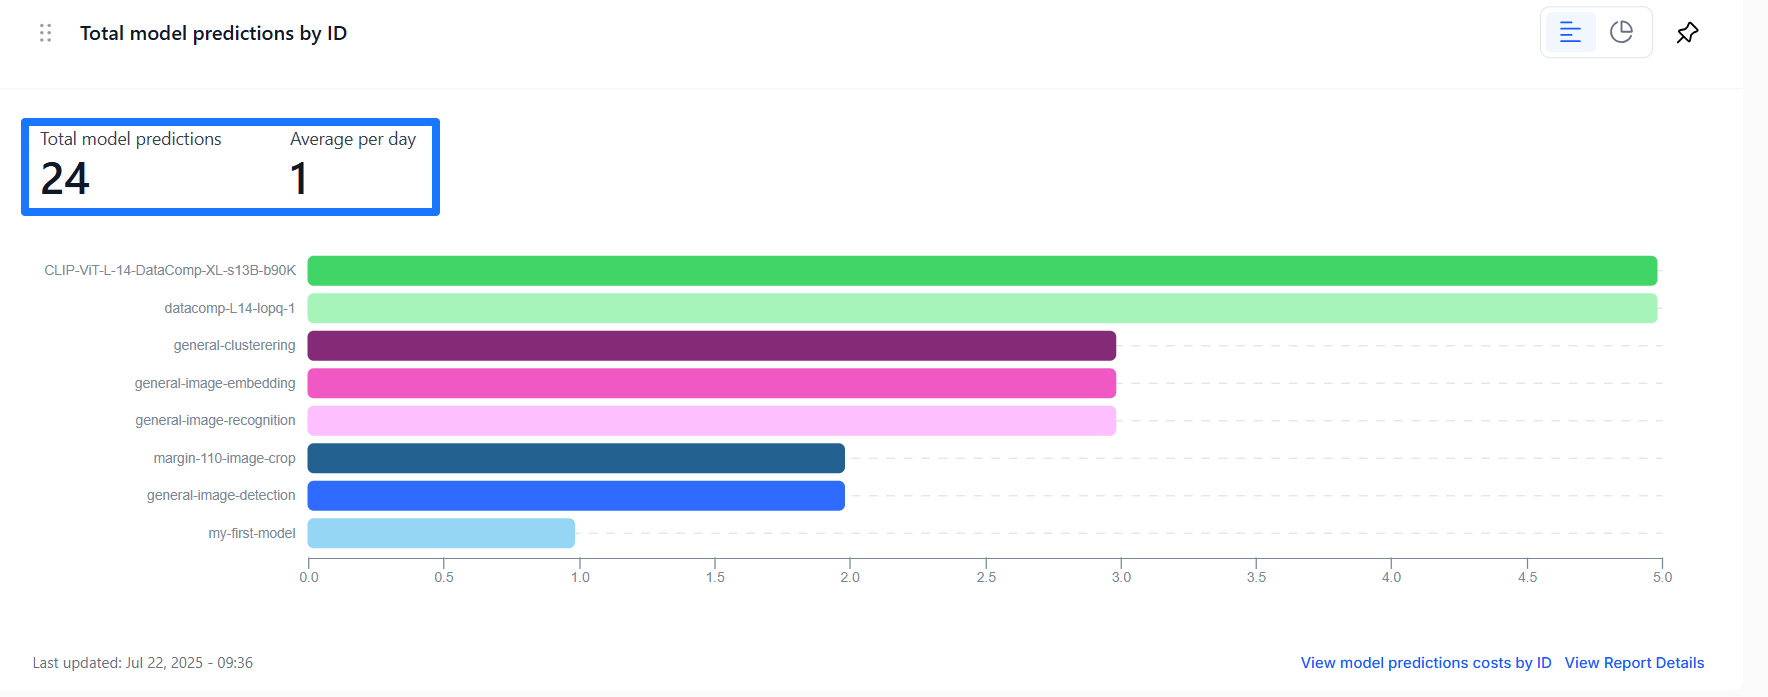 Total model predictions by ID
Total model predictions
24
Average per day
1
CLIP-ViT-L-14-DataComp-XL-s13B-b90K
datacomp-L14-lopq-1
general-clusterering
general-image-embedding
general-image-recognition
margin-110-image-crop
general-image-detection
my-first-model
0.0 0.5 1.0 1.5 2.0 2.5 3.0 3.5 4.0 4.5 5.0
Last updated: Jul 22, 2025 - 09:36
View model predictions costs by ID View Report Details